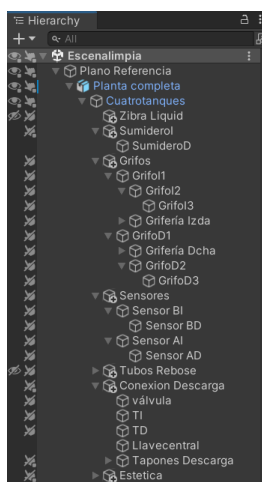 Hierarchy
All
Escenalimpia
Plano Referencia
Planta completa
Cuatrotanques
Zibra Liquid
SumideroI
SumideroD
Grifos
GrifoI1
GrifoI2
GrifoI3
Grifería Izda
GrifoD1
Grifería Dcha
GrifoD2
GrifoD3
Sensores
Sensor BI
Sensor BD
Sensor AI
Sensor AD
Tubos Rebose
Conexion Descarga
válvula
TI
TD
Llavecentral
Tapones Descarga
Estetica